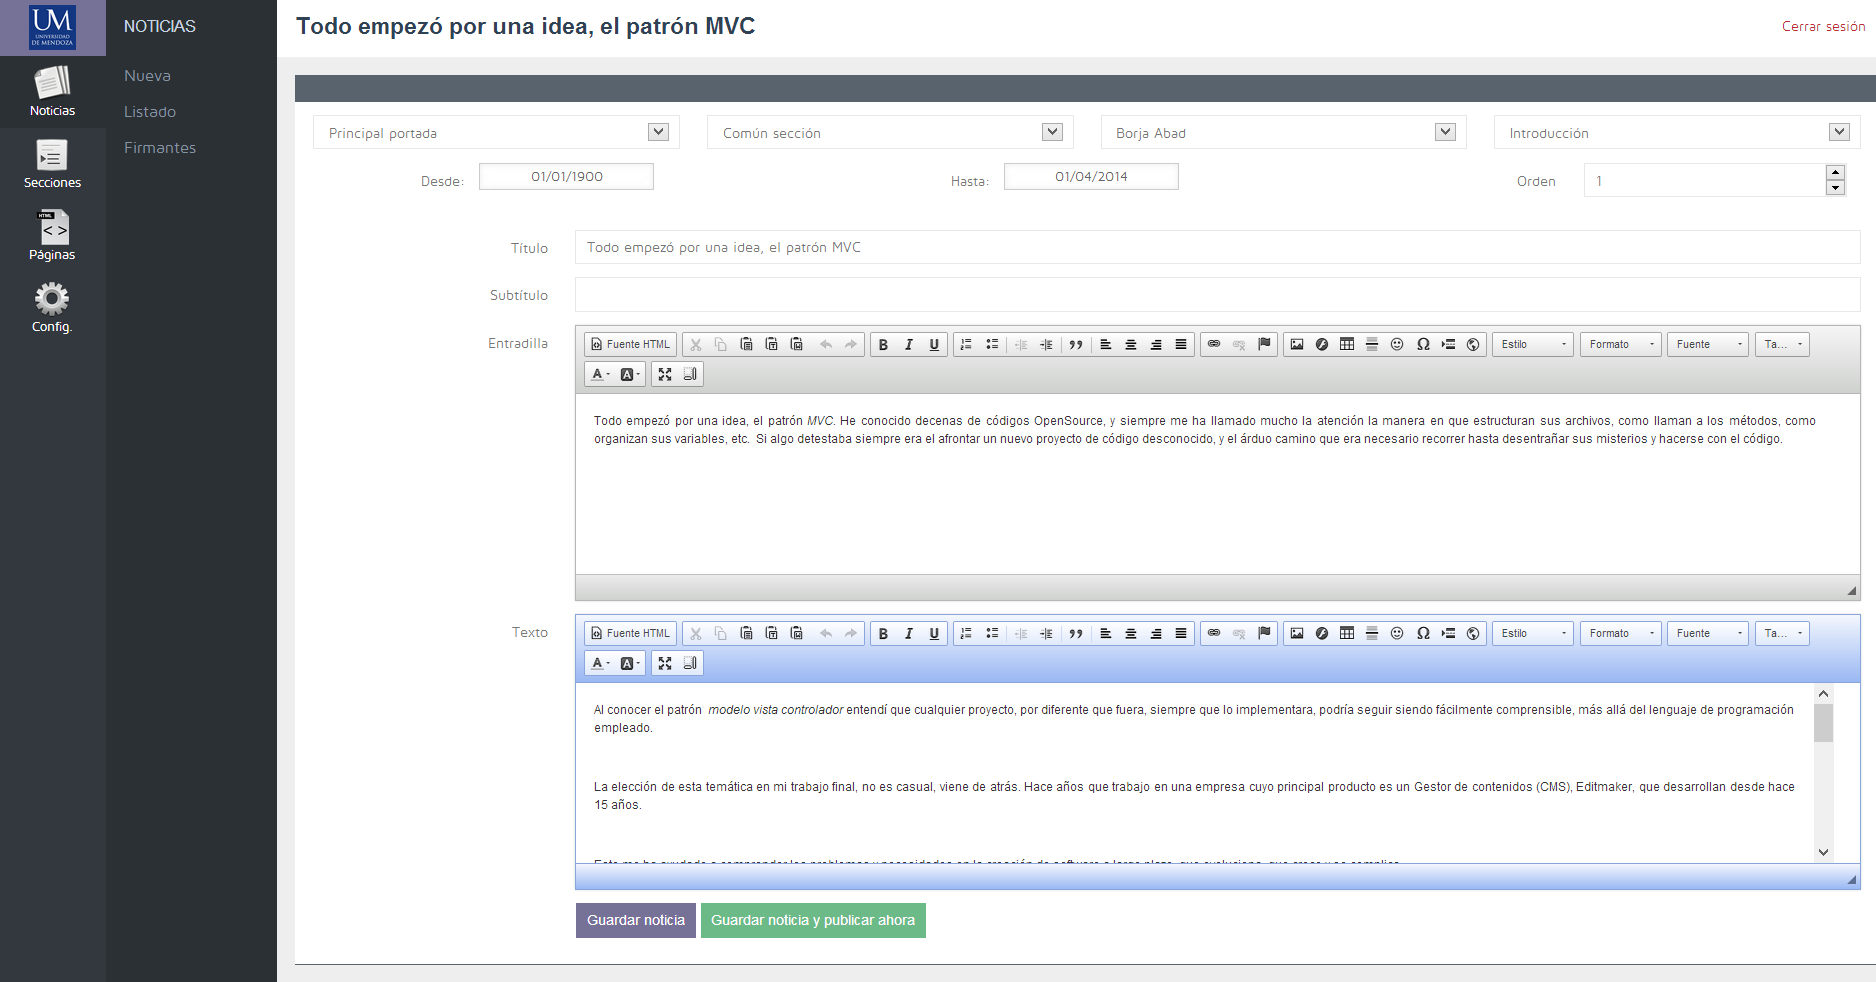 UM
UNIVERSIDAD
DE MENDOZA
Noticias
Secciones
HTML
Páginas
Config.
NOTICIAS
Nueva
Listado
Firmantes
Todo empezó por una idea, el patrón MVC
Cerrar sesión
Principal portada
Común sección
Borja Abad
Introducción
Desde: 01/01/1900
Hasta: 01/04/2014
Orden 1
Título Todo empezó por una idea, el patrón MVC
Subtítulo
Entradilla
Fuente HTML Estilo Formato Fuente Ta...
Todo empezó por una idea, el patrón MVC. He conocido decenas de códigos OpenSource, y siempre me ha llamado mucho la atención la manera en que estructuran sus archivos, como llaman a los métodos, como
organizan sus variables, etc. Si algo detestaba siempre era el afrontar un nuevo proyecto de código desconocido, y el árduo camino que era necesario recorrer hasta desentrañar sus misterios y hacerse con el código.
Texto
Fuente HTML Estilo Formato Fuente Ta...
Al conocer el patrón modelo vista controlador entendí que cualquier proyecto, por diferente que fuera, siempre que lo implementara, podría seguir siendo fácilmente comprensible, más allá del lenguaje de programación
empleado.
La elección de esta temática en mi trabajo final, no es casual, viene de atrás. Hace años que trabajo en una empresa cuyo principal producto es un Gestor de contenidos (CMS), Editmaker, que desarrollan desde hace
15 años.
Guardar noticia
Guardar noticia y publicar ahora